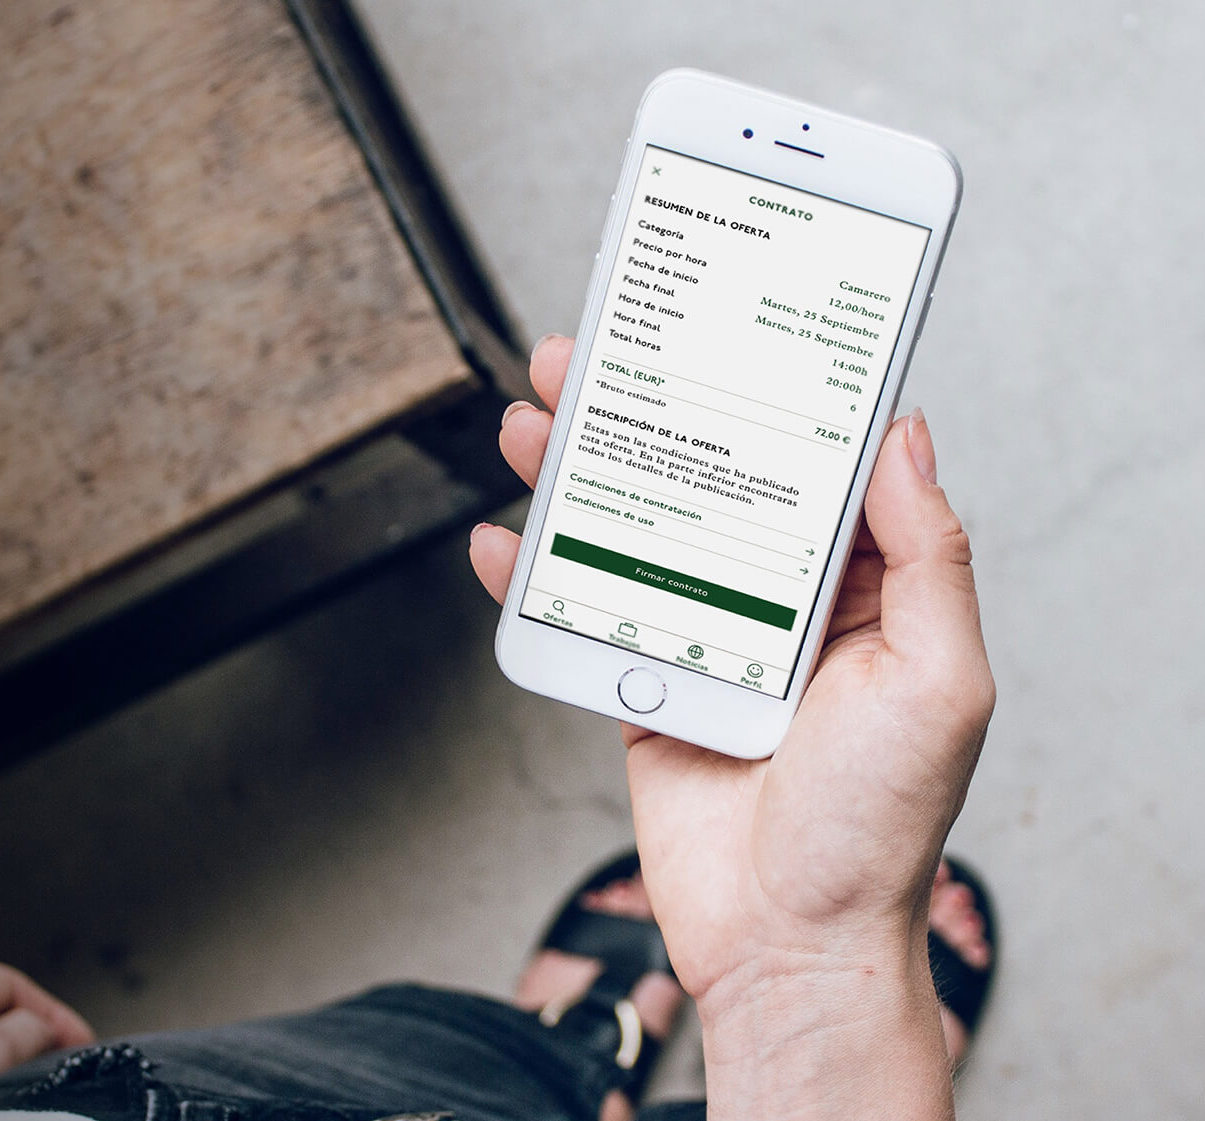 CONTRATO
RESUMEN DE LA OFERTA
Categoría Camarero
Precio por hora 12,00/hora
Fecha de inicio Martes, 25 Septiembre
Fecha final Martes, 25 Septiembre
Hora de inicio 14:00h
Hora final 20:00h
Total horas 6
TOTAL (EUR)* 72,00 €
*Bruto estimado
DESCRIPCIÓN DE LA OFERTA
Estas son las condiciones que ha publicado
esta oferta. En la parte inferior encontraras
todos los detalles de la publicación.
Condiciones de contratación
Condiciones de uso
Firmar contrato
Ofertas Trabajos Noticias Perfil